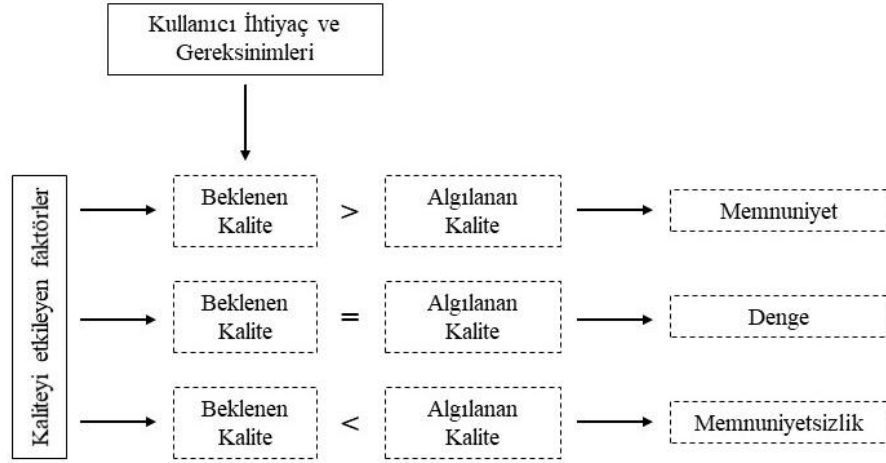 Kullanıcı İhtiyaç ve
Gereksinimleri
Kaliteyi etkileyen faktörler
Beklenen
Kalite
>
Algılanan
Kalite
Memnuniyet
Beklenen
Kalite
=
Algılanan
Kalite
Denge
Beklenen
Kalite
<
Algılanan
Kalite
Memnuniyetsizlik